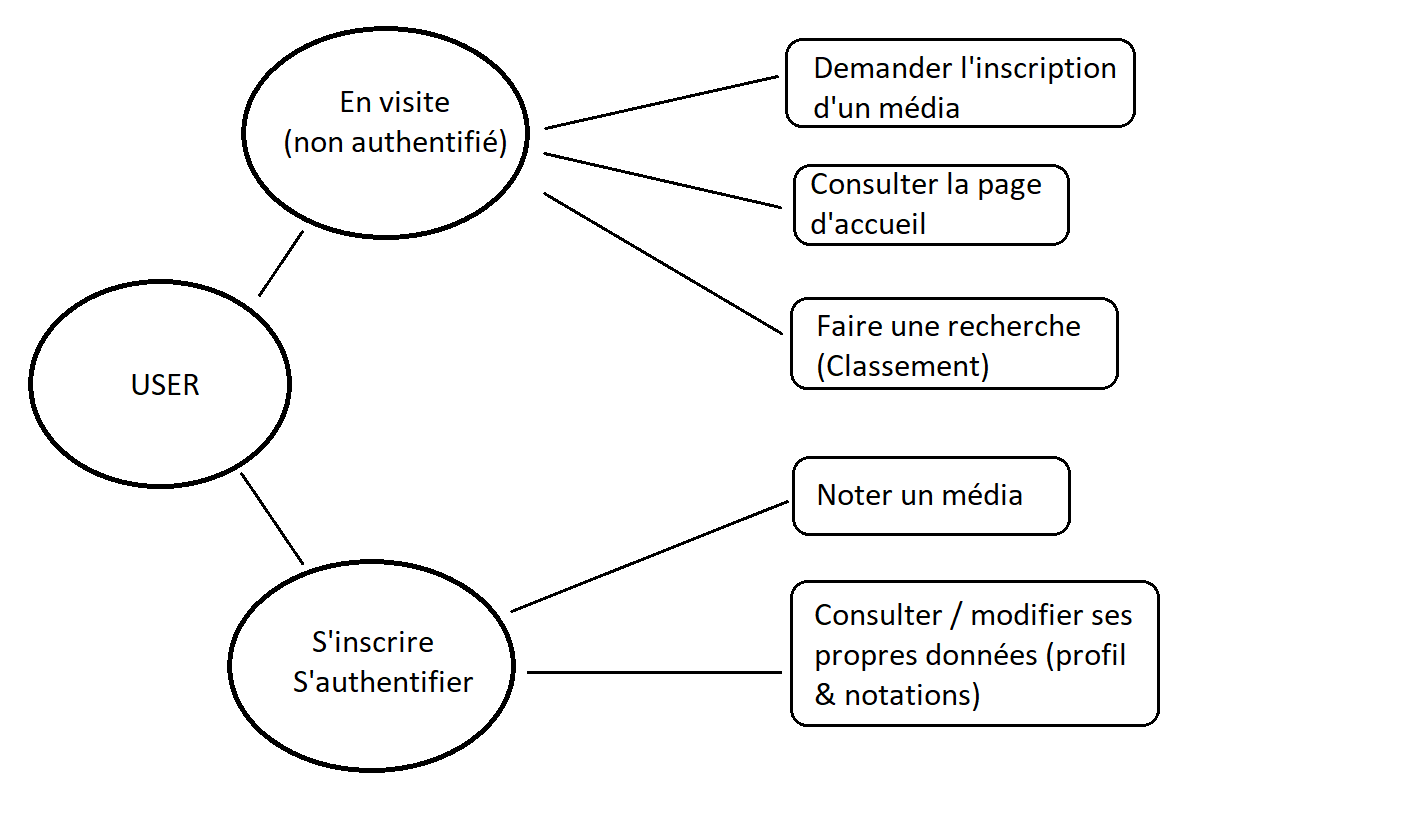 En visite
(non authentifié)
Demander l'inscription
d'un média
Consulter la page
d'accueil
Faire une recherche
(Classement)
USER
S'inscrire
S'authentifier
Noter un média
Consulter / modifier ses
propres données (profil
& notations)